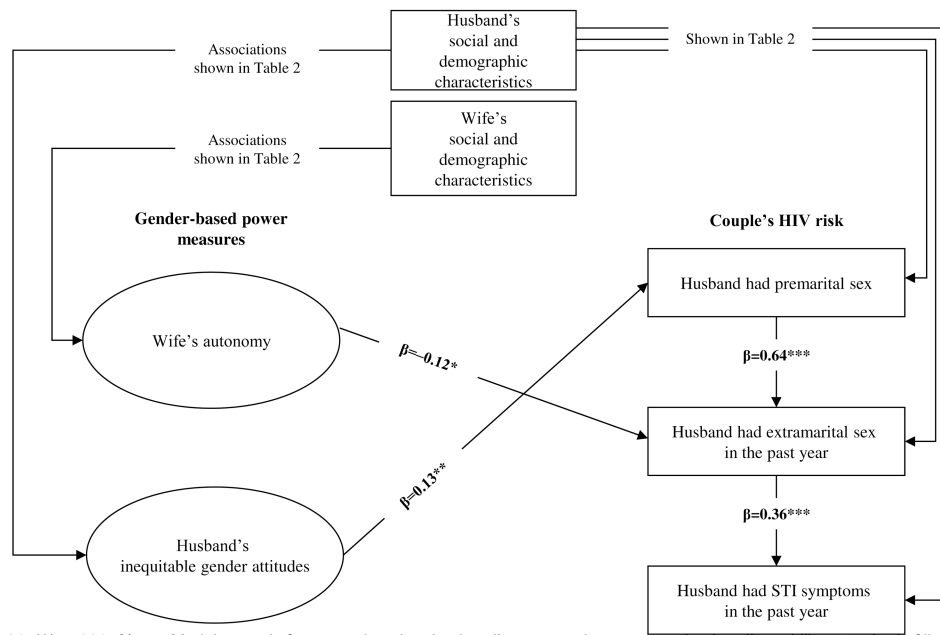 Husband's
social and
demographic
characteristics
Associations
shown in Table 2
Shown in Table 2
Wife's
social and
demographic
characteristics
Associations
shown in Table 2
Gender-based power
measures
Couple's HIV risk
Husband had premarital sex
Wife's autonomy
β=–0.12*
β=0.64***
Husband had extramarital sex
in the past year
β=0.13**
β=0.36***
Husband's
inequitable gender attitudes
Husband had STI symptoms
in the past year